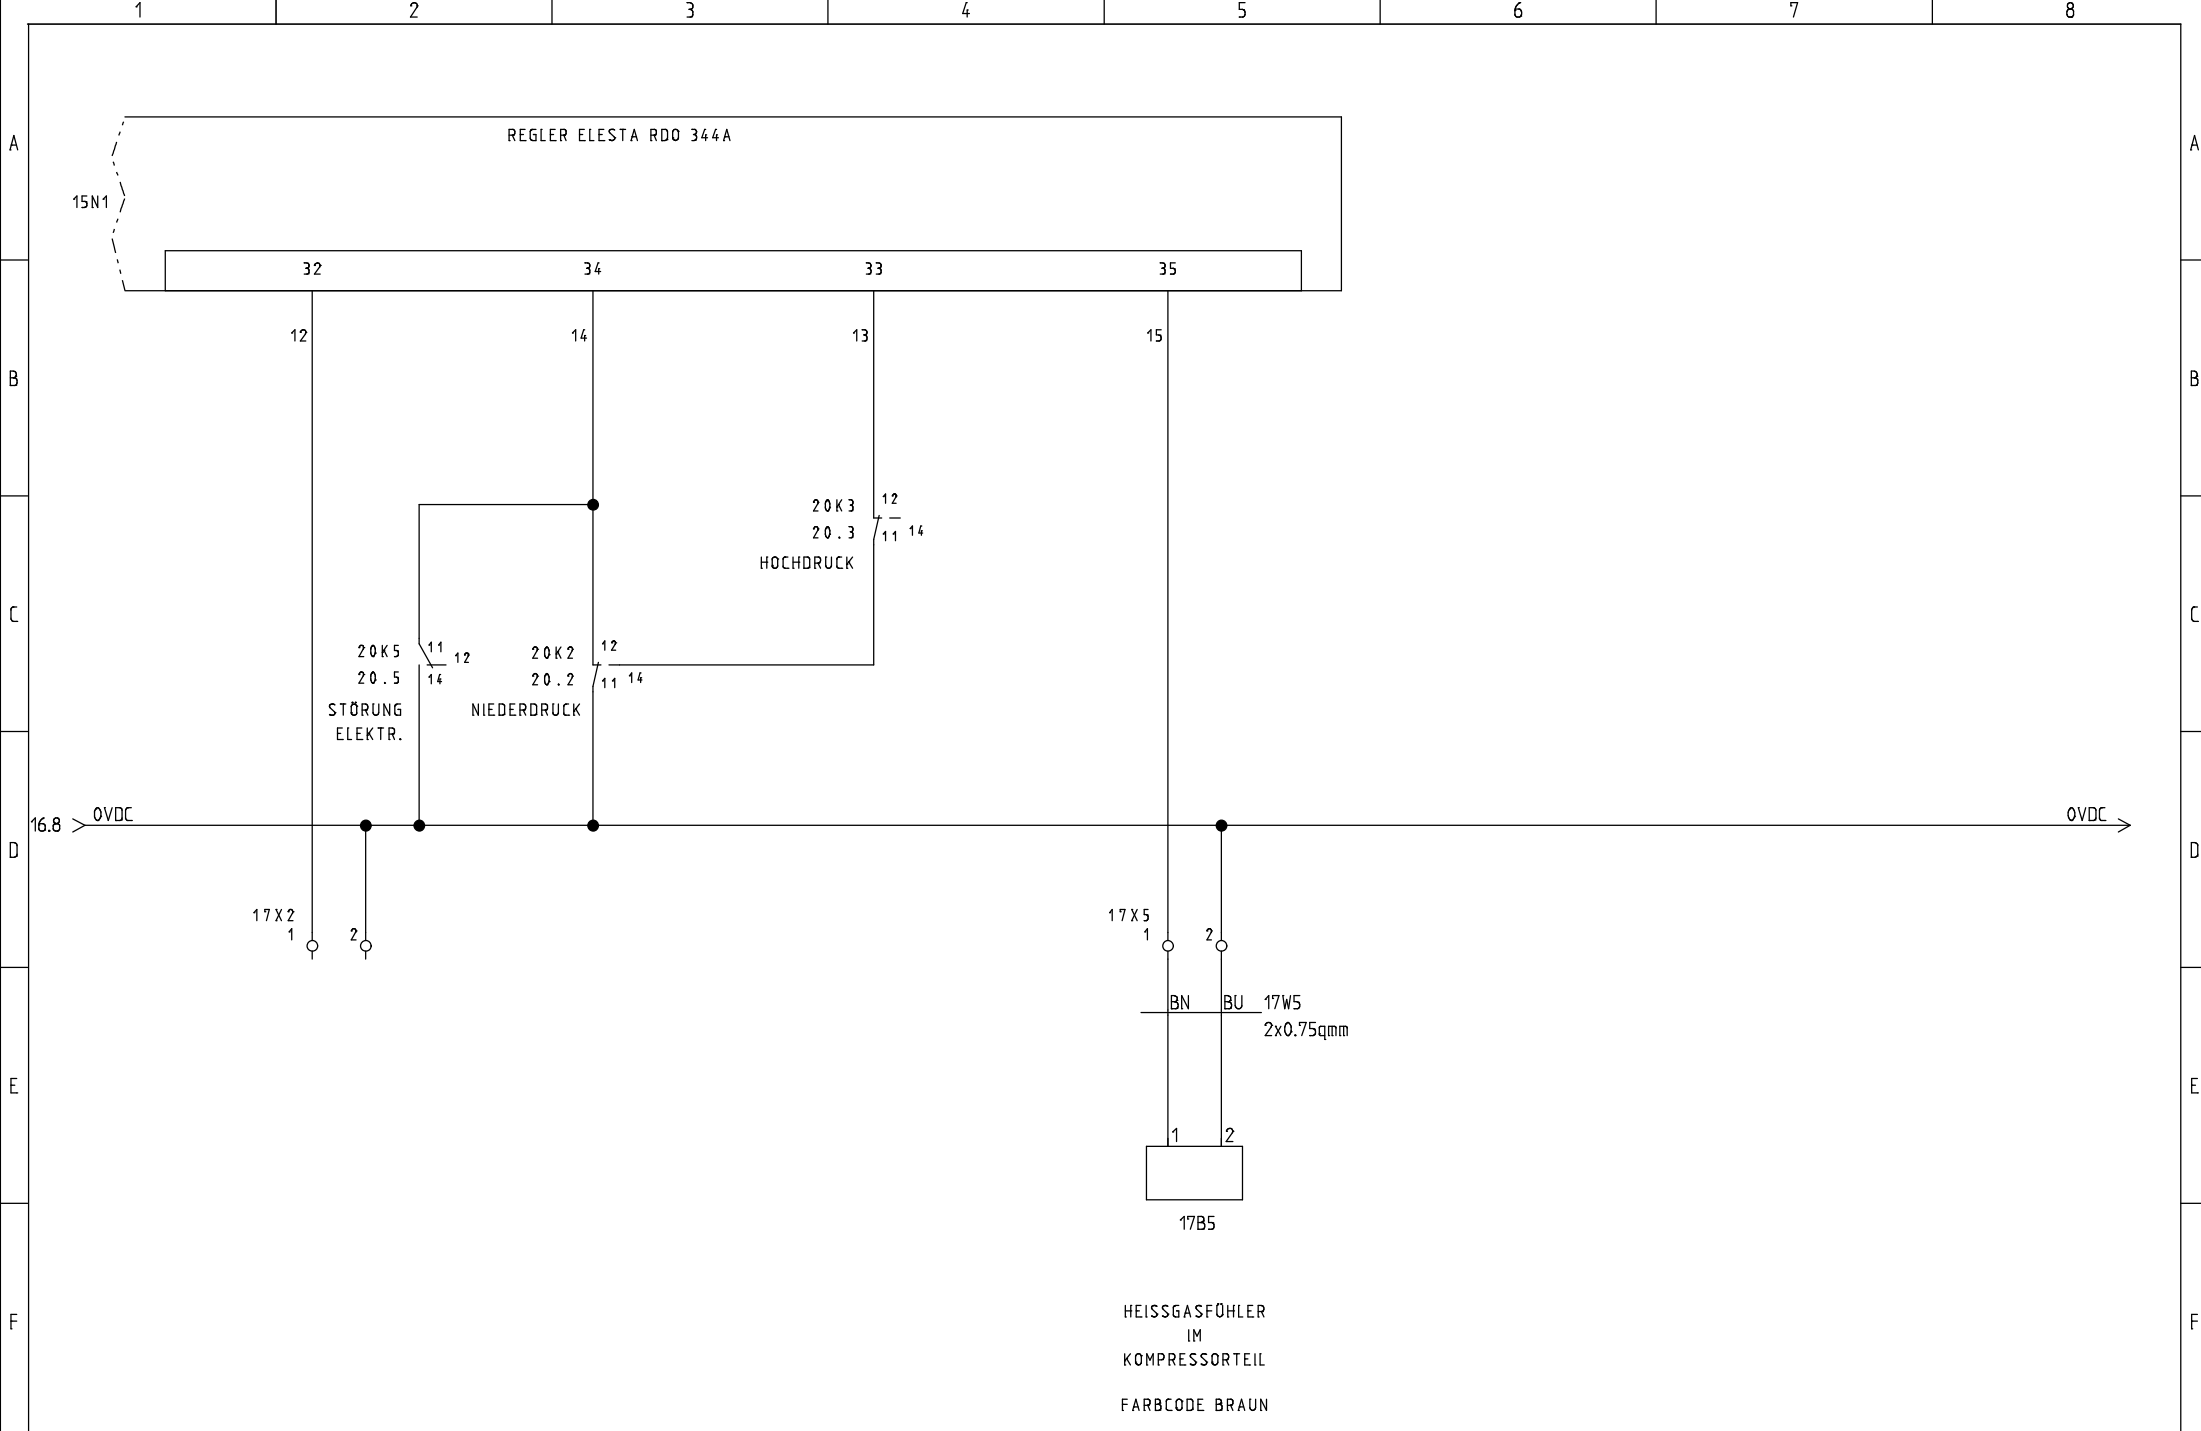 1 2 3 4 5 6 7 8
A A
REGLER ELESTA RDO 344A
15N1
32 34 33 35
12 14 13 15
B B
20K3 12
20.3 11 14
HOCHDRUCK
C C
20K5 11 12
20.5 14
STÖRUNG
ELEKTR.
20K2 12
20.2 11 14
NIEDERDRUCK
16.8 0VDC 0VDC
D D
17X2
1 2
17X5
1 2
BN BU 17W5
2x0.75qmm
E E
1 2
17B5
HEISSGASFÜHLER
IM
KOMPRESSORTEIL
F F
FARBCODE BRAUN